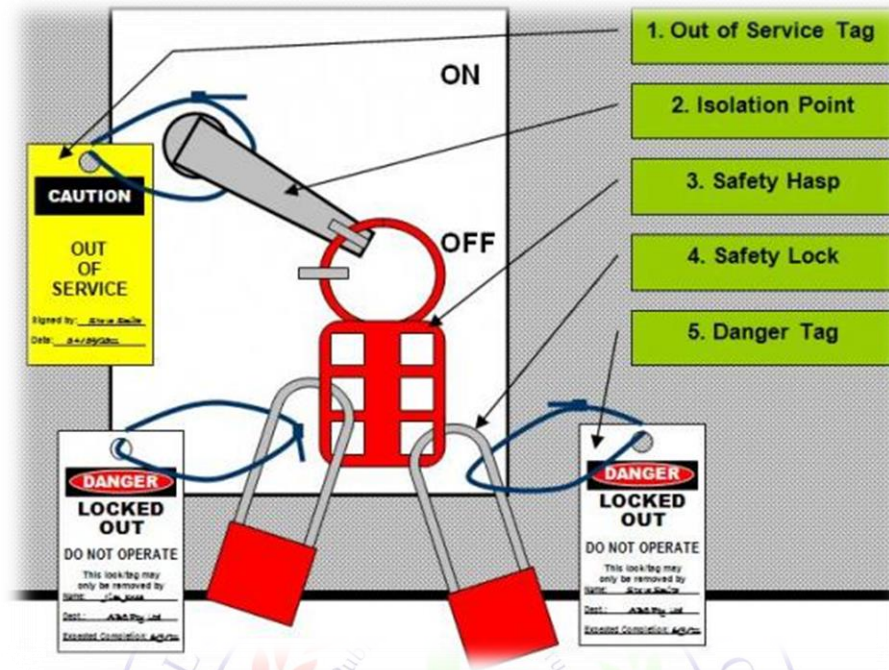 1. Out of Service Tag
ON
2. Isolation Point
3. Safety Hasp
CAUTION
OUT
OF
SERVICE
Signed by:
Date:
OFF
4. Safety Lock
5. Danger Tag
DANGER
LOCKED
OUT
DO NOT OPERATE
This lock/tag may
only be removed by
Name:
Dept.:
Expected Completion:
DANGER
LOCKED
OUT
DO NOT OPERATE
This lock/tag may
only be removed by
Name:
Dept.:
Expected Completion: